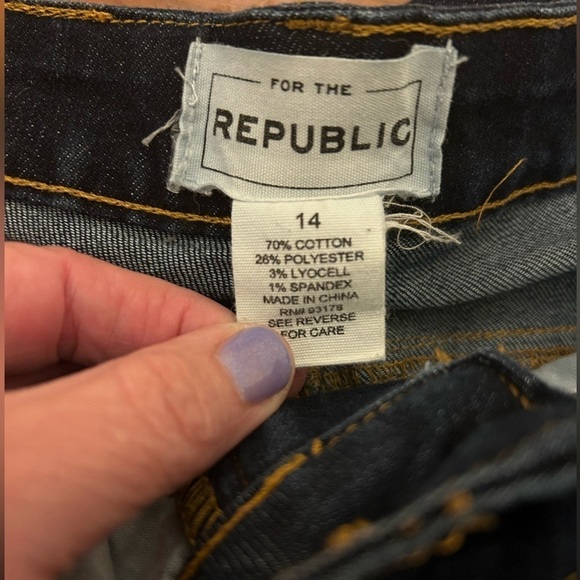 FOR THE
REPUBLIC
14
70% COTTON
26% POLYESTER
3% LYOCELL
1% SPANDEX
MADE IN CHINA
RN# 93178
SEE REVERSE
FOR CARE